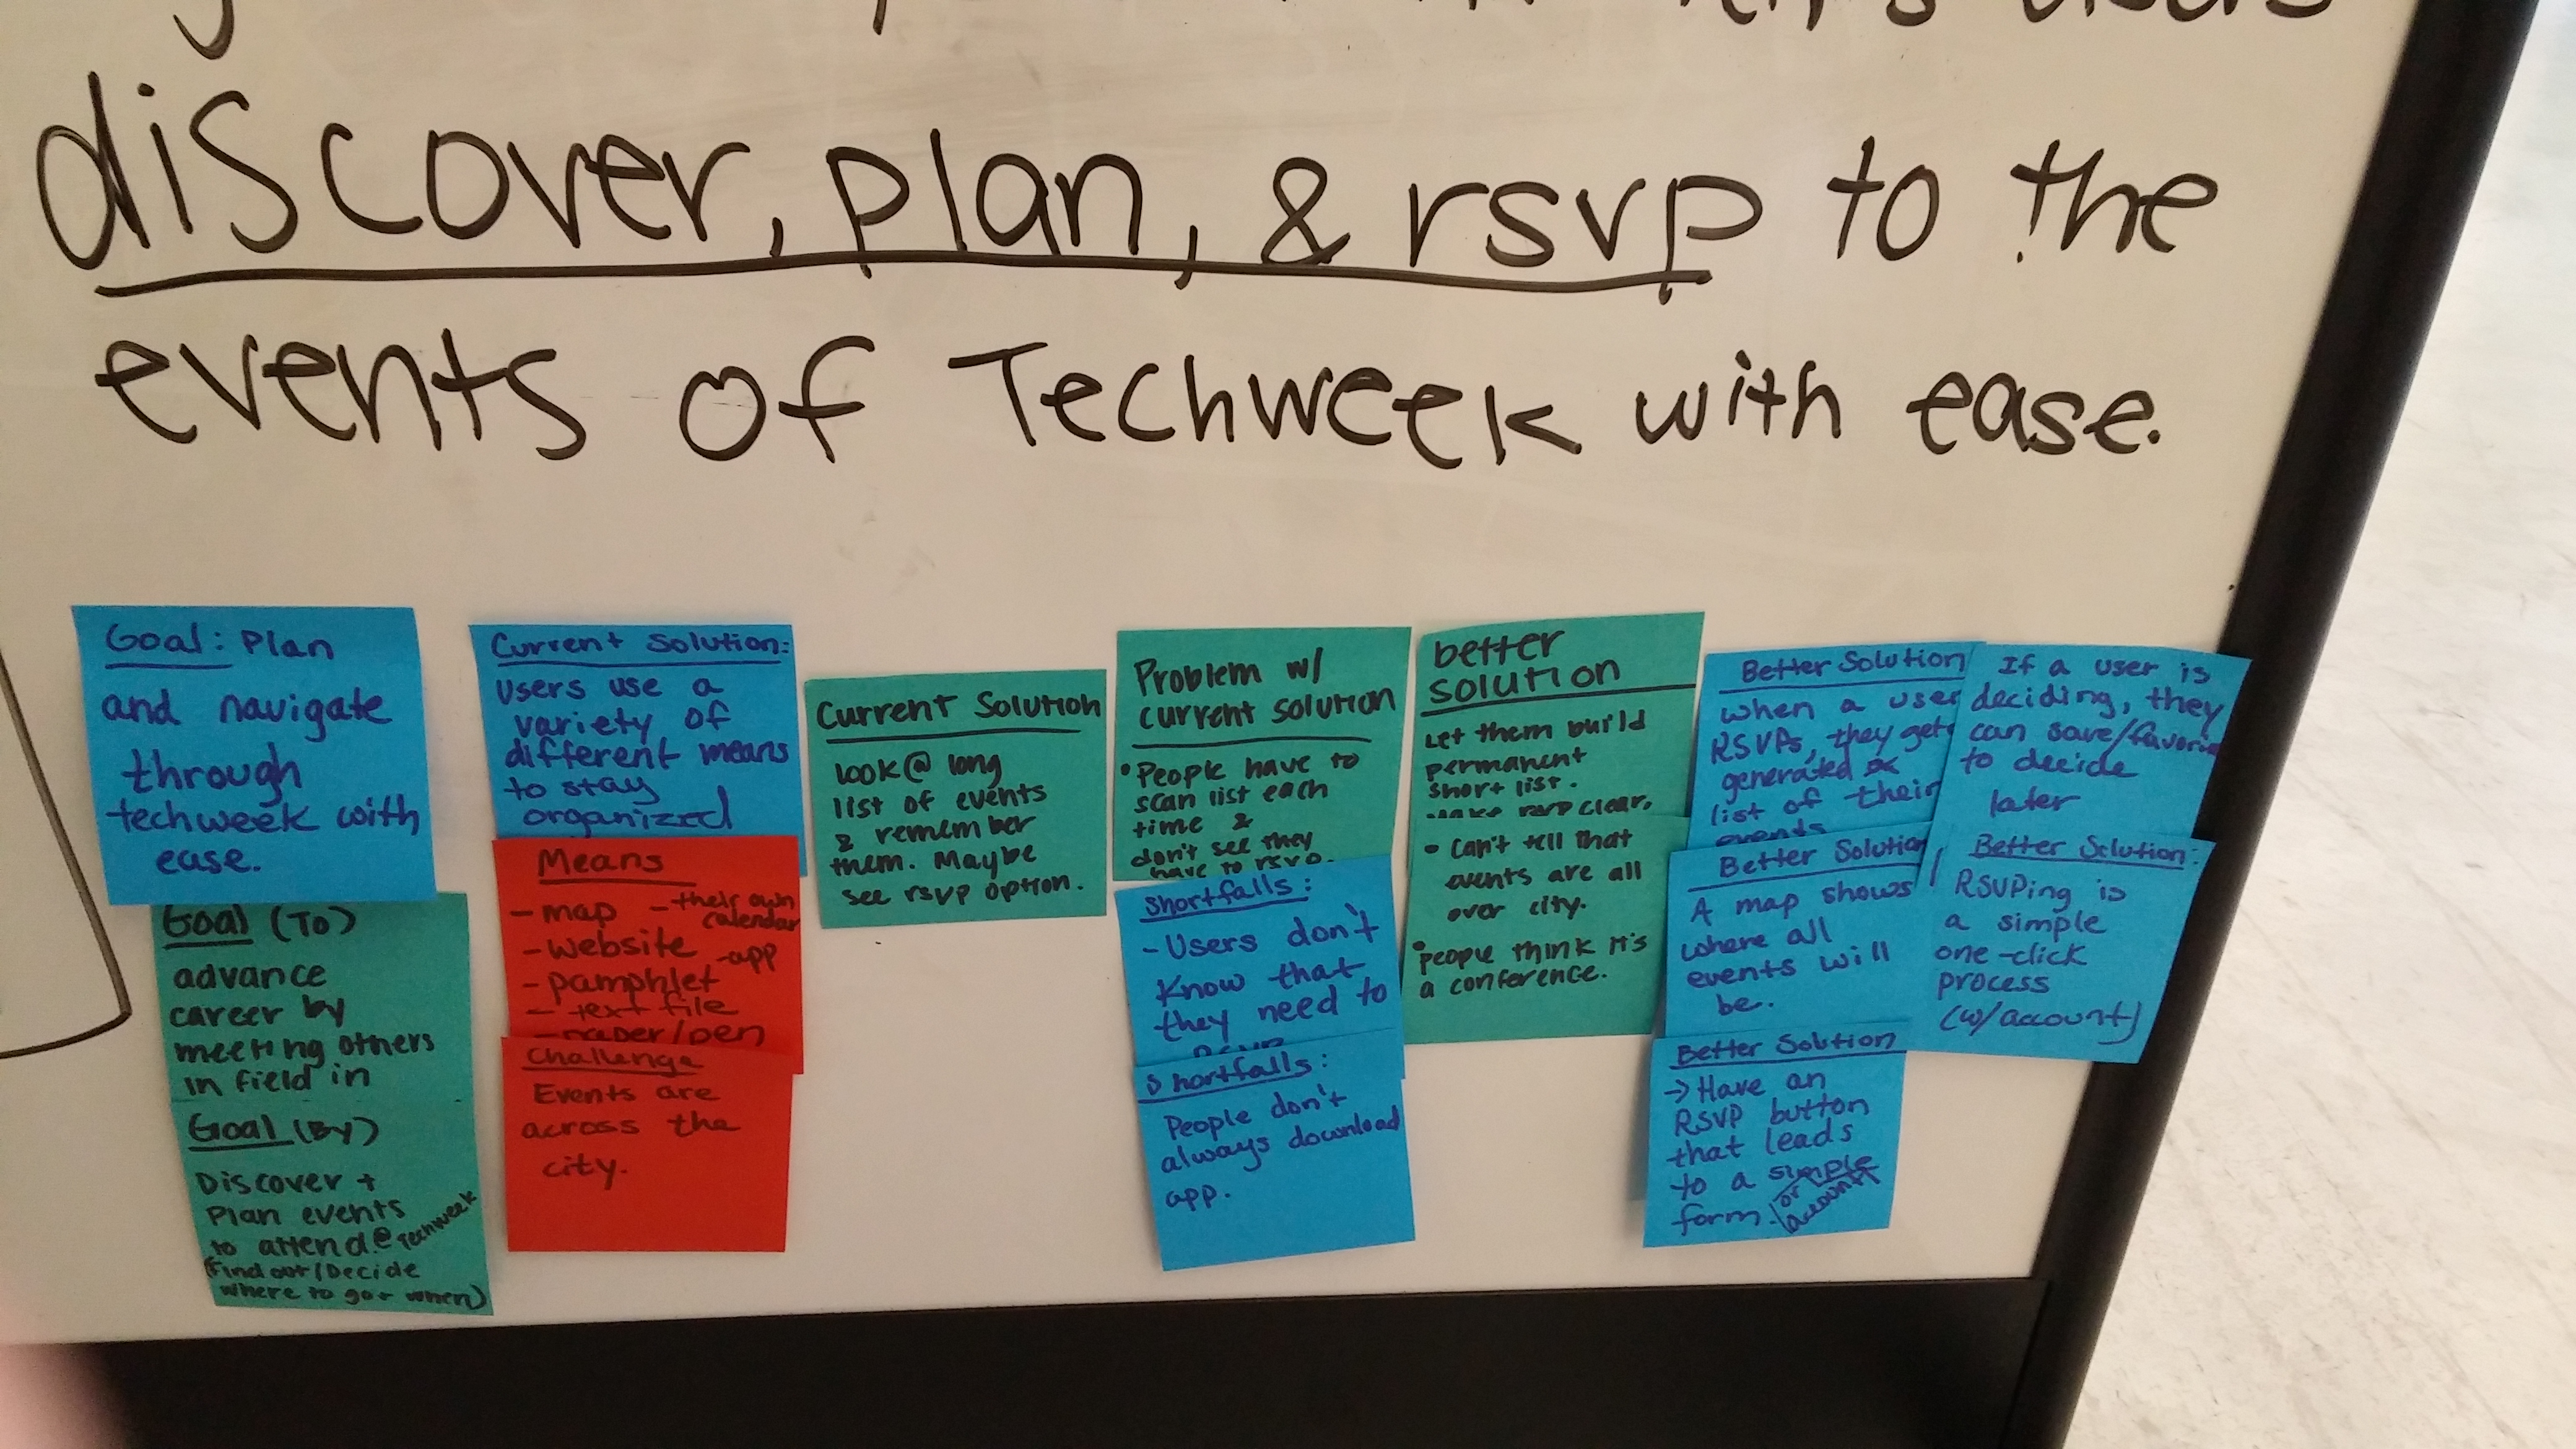 users
discover, plan, & rsvp to the
events of Techweek with ease.
Goal: Plan
and navigate
through
techweek with
ease.
Goal (To)
advance
career by
meeting others
in field in
Goal (By)
Discover +
Plan events
to attend @ Techweek
(Find out/Decide
where to go + when)
Current Solution:
Users use a
variety of
different means
to stay
organized
Means
- map - their own
calendar
- website
- app
- pamphlet
- text file
- paper/pen
Challenge
Events are
across the
city.
Current Solution
look @ long
list of events
& remember
them. Maybe
see rsvp option.
Problem w/
current solution
• People have to
scan list each
time &
don't see they
have to rsvp.
Shortfalls:
- Users don't
know that
they need to
RSVP
Shortfalls:
People don't
always download
app.
better
solution
Let them build
permanent
short list.
make rsvp clear.
• can't tell that
events are all
over city.
• people think it's
a conference.
Better Solution
when a user
RSVPs, they get
generated
list of their
events
Better Solution
A map shows
where all
events will
be.
Better Solution
→ Have an
RSVP button
that leads
to a simple
form. (or
account)
If a user is
deciding, they
can save/favorite
to decide
later
Better Solution:
RSVPing is
a simple
one-click
process
(w/account)